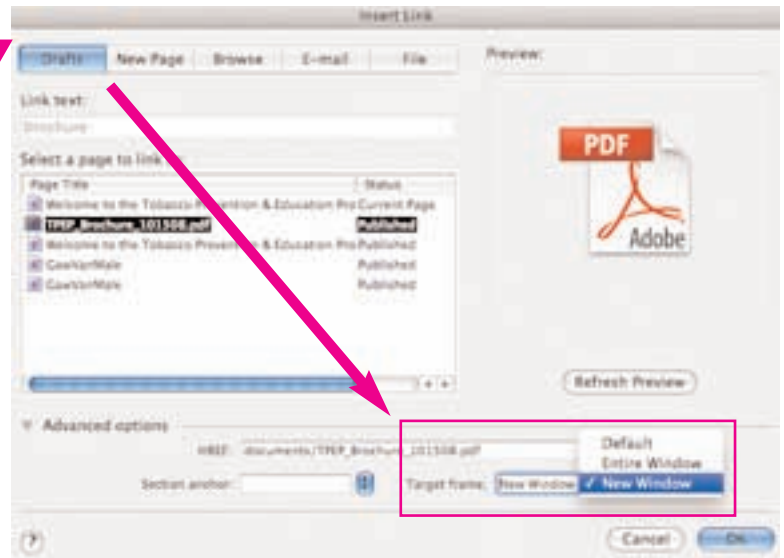 Insert Link
Drafts New Page Browse E-mail File
Preview:
Link text:
Brochure
Select a page to link
Page Title Status
Welcome to the Tobacco Prevention & Education Pro Current Page
TPEP_Brochure_101508.pdf Published
Welcome to the Tobacco Prevention & Education Pro Published
Published
Published
PDF
Adobe
Refresh Preview
Advanced options
HREF: documents/TPEP_Brochure_101508.pdf
Section anchor:
Target frame: New Window
Default
Entire Window
✓ New Window
?
Cancel OK